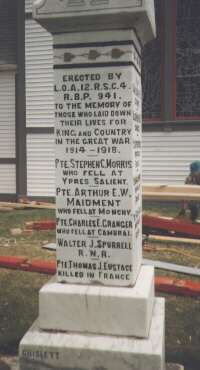 ERECTED BY
L.O.A.12.R.S.C.4.
R.B.P. 941.
TO THE MEMORY OF
THOSE WHO LAID DOWN
THEIR LIVES FOR
KING AND COUNTRY
IN THE GREAT WAR
1914-1918.
PTE. STEPHEN C. MORRIS
WHO FELL AT
YPRES SALIENT.
PTE. ARTHUR E. W.
MAIDMENT
WHO FELL AT MONCHY.
PTE. CHARLES E. GRANGER
WHO FELL AT CAMBRAI.
WALTER J. SPURRELL
R.N.R.
PTE THOMAS J. EUSTACE
KILLED IN FRANCE
CHISLETT